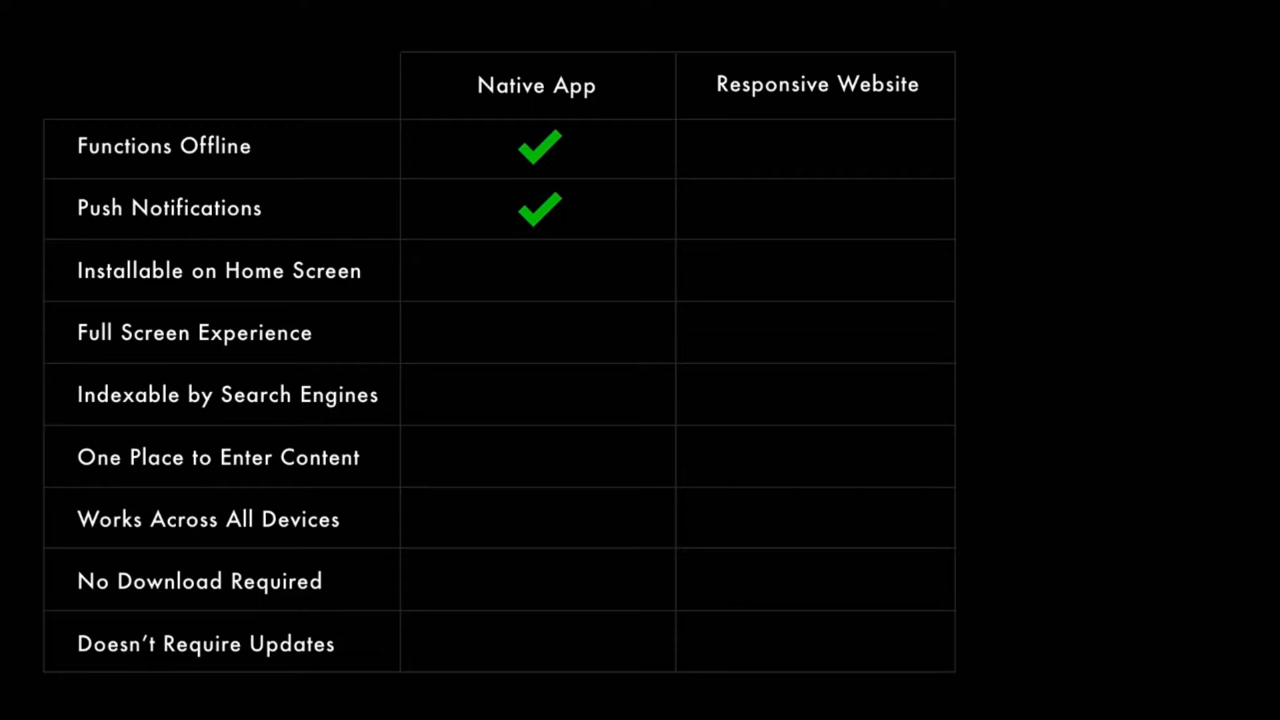 Native App
Responsive Website
Functions Offline
Push Notifications
Installable on Home Screen
Full Screen Experience
Indexable by Search Engines
One Place to Enter Content
Works Across All Devices
No Download Required
Doesn’t Require Updates